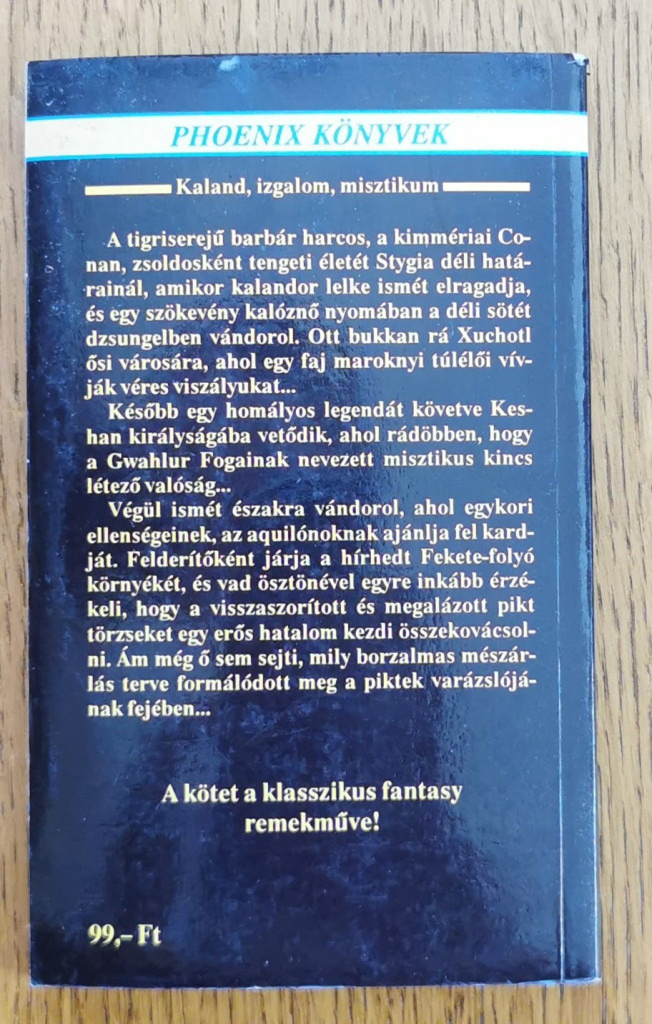 PHOENIX KÖNYVEK
Kaland, izgalom, misztikum
A tigriserejű barbár harcos, a kimmériai Co-
nan, zsoldosként tengeti életét Stygia déli hatá-
rainál, amikor kalandor lelke ismét elragadja,
és egy szökevény kalóznő nyomában a déli sötét
dzsungelben vándorol. Ott bukkan rá Xuchotl
ősi városára, ahol egy faj maroknyi túlélői vív-
ják véres viszályukat...
Később egy homályos legendát követve Kes-
han királyságába vetődik, ahol rádöbben, hogy
a Gwahlur Fogainak nevezett misztikus kincs
létező valóság...
Végül ismét északra vándorol, ahol egykori
ellenségeinek, az aquilónoknak ajánlja fel kard-
ját. Felderítőként járja a hírhedt Fekete-folyó
környékét, és vad ösztönével egyre inkább érzé-
keli, hogy a visszaszorított és megalázott pikt
törzseket egy erős hatalom kezdi összekovácsol-
ni. Ám még ő sem sejti, mily borzalmas mészár-
lás terve formálódott meg a piktek varázslójá-
nak fejében...
A kötet a klasszikus fantasy
remekműve!
99,- Ft